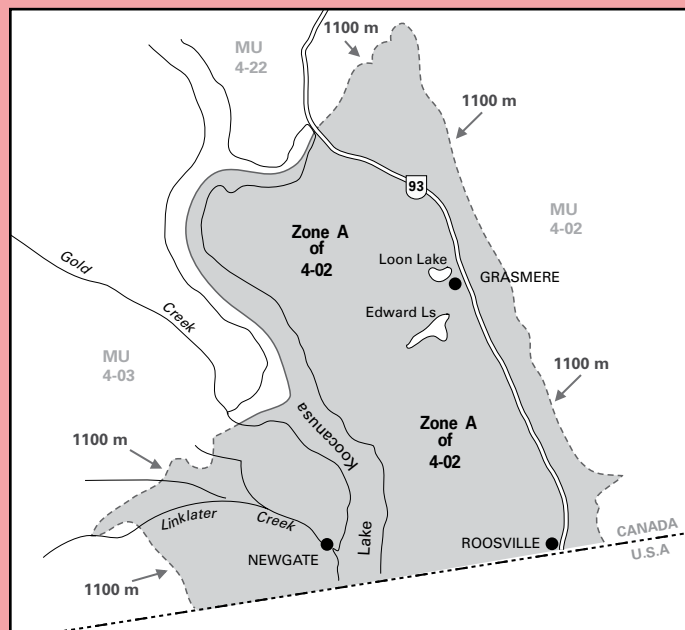 1100 m
MU
4-22
1100 m
93
Zone A
of
4-02
MU
4-02
Loon Lake
GRASMERE
Gold
Creek
Edward Ls
MU
4-03
1100 m
Koocanusa
Lake
Zone A
of
4-02
1100 m
Linklater
Creek
NEWGATE
ROOSVILLE
CANADA
U.S.A
1100 m